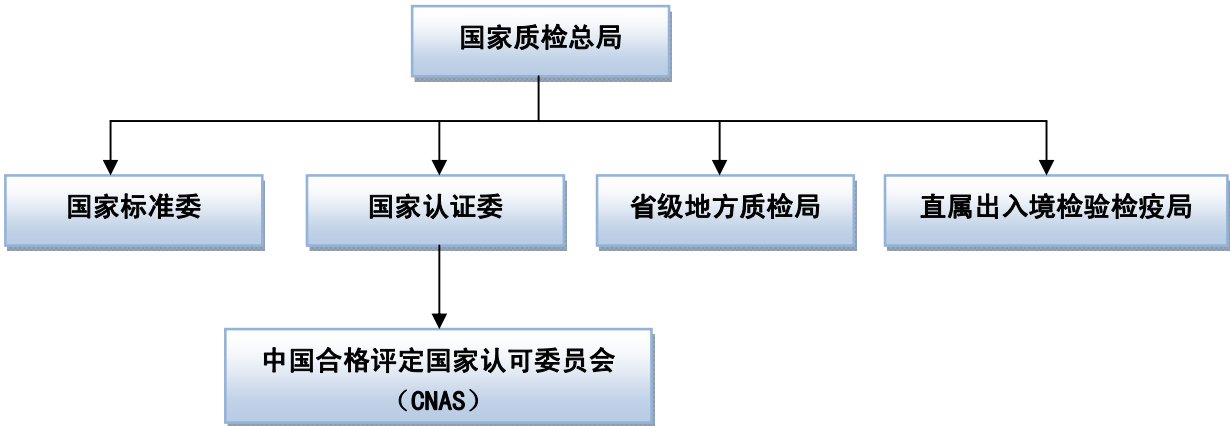 国家质检总局
国家标准委
国家认证委
省级地方质检局
直属出入境检验检疫局
中国合格评定国家认可委员会
（CNAS）